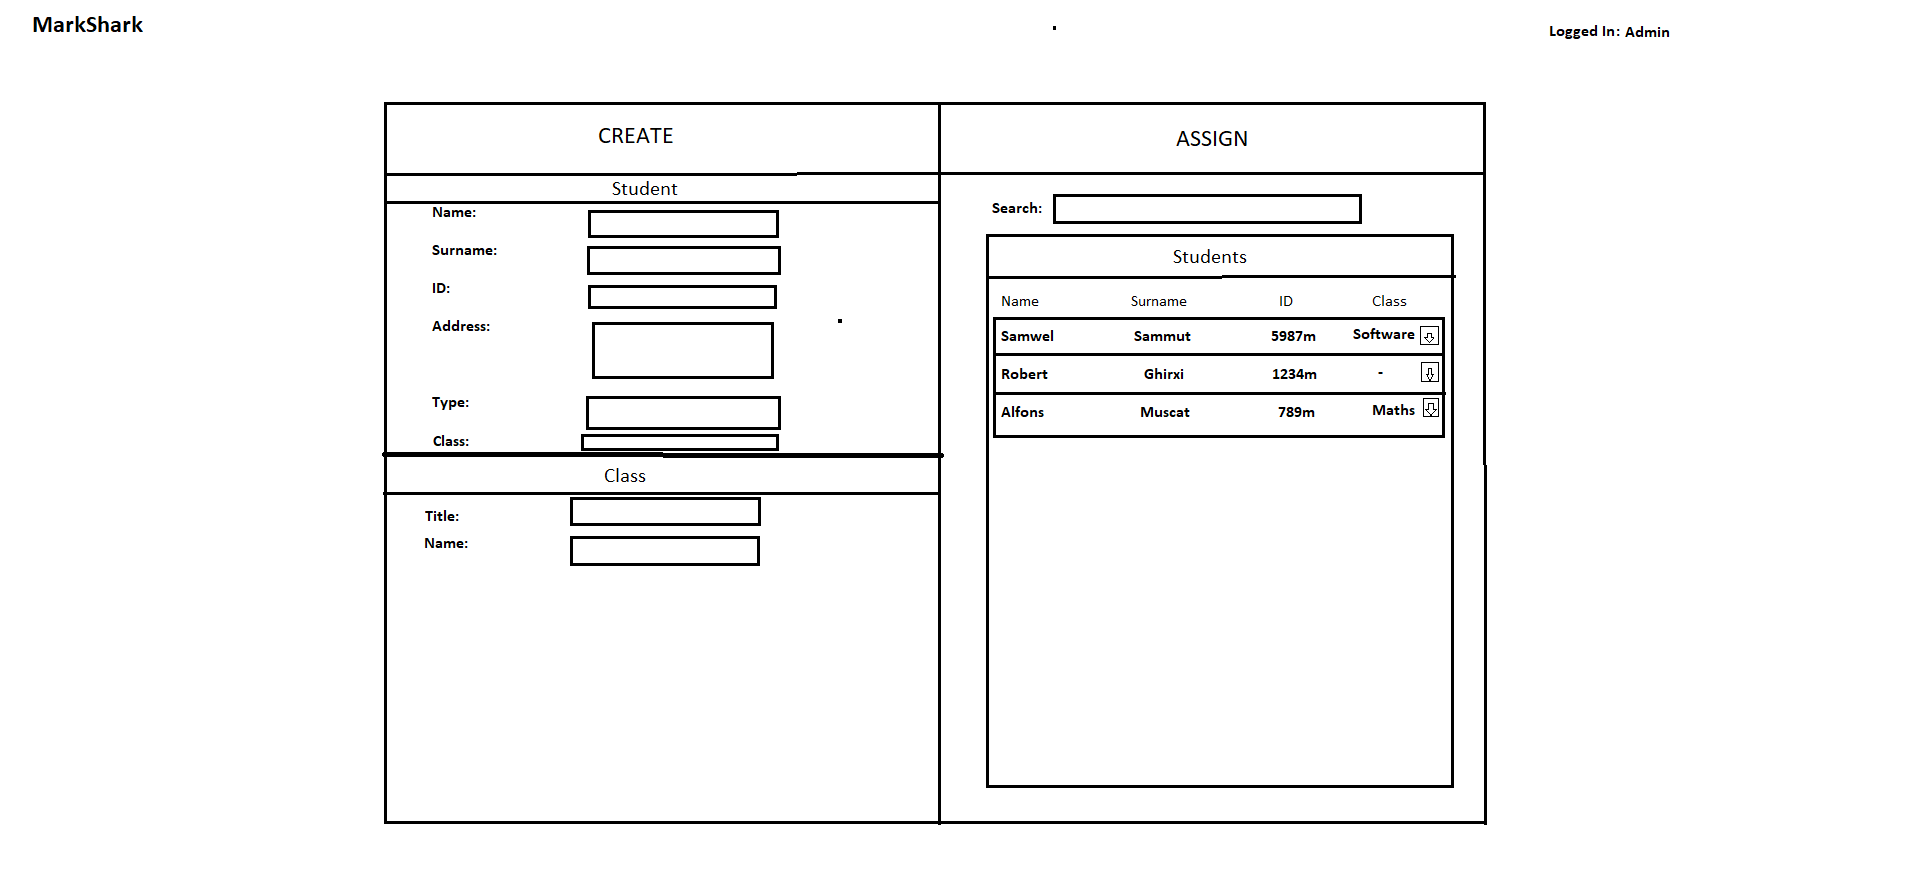 MarkShark
Logged In: Admin
CREATE
Student
Name:
Surname:
ID:
Address:
Type:
Class:
Class
Title:
Name:
ASSIGN
Search:
Students
Name Surname ID Class
Samwel Sammut 5987m Software
Robert Ghirxi 1234m -
Alfons Muscat 789m Maths